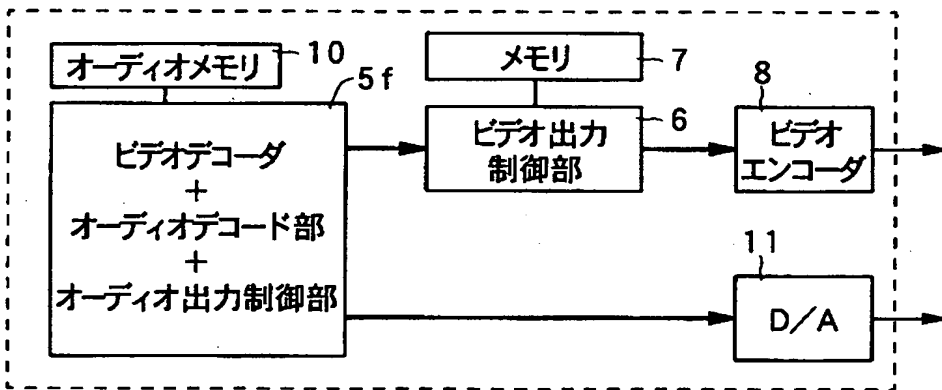 オーディオメモリ
10
メモリ
7
5f
8
ビデオデコーダ
+
オーディオデコード部
+
オーディオ出力制御部
ビデオ出力
制御部
6
ビデオ
エンコーダ
11
D/A